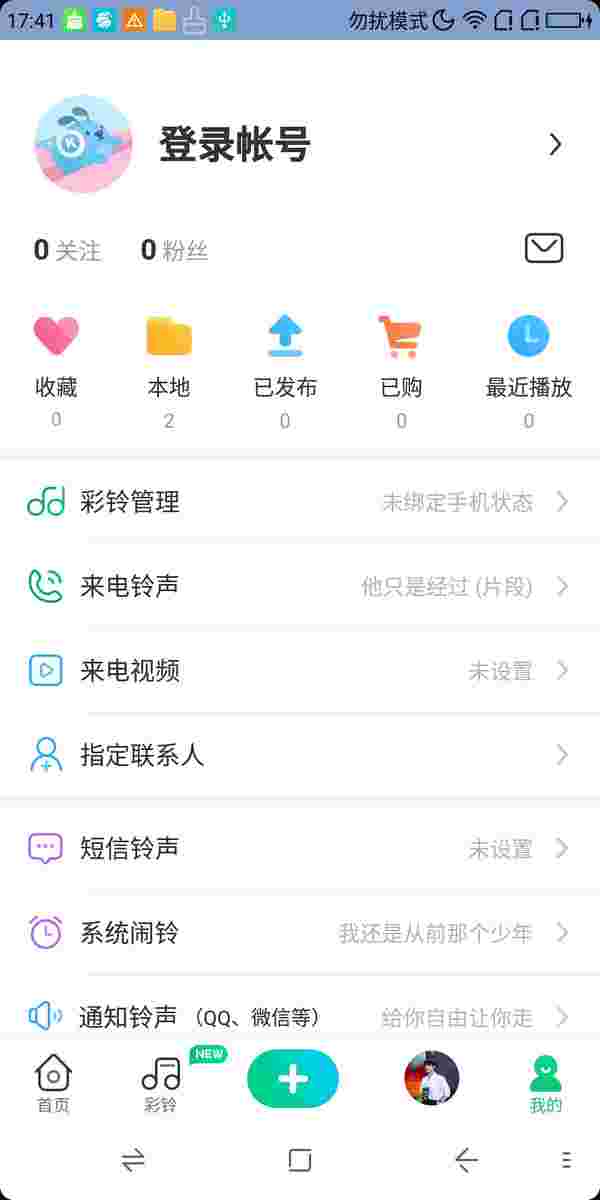 17:41 勿扰模式
登录帐号
0 关注 0 粉丝
收藏 本地 已发布 已购 最近播放
0 2 0 0 0
彩铃管理 未绑定手机状态
来电铃声 他只是经过 (片段)
来电视频 未设置
指定联系人
短信铃声 未设置
系统闹铃 我还是从前那个少年
通知铃声 （QQ、微信等） 给你自由让你走
NEW
首页 彩铃 我的